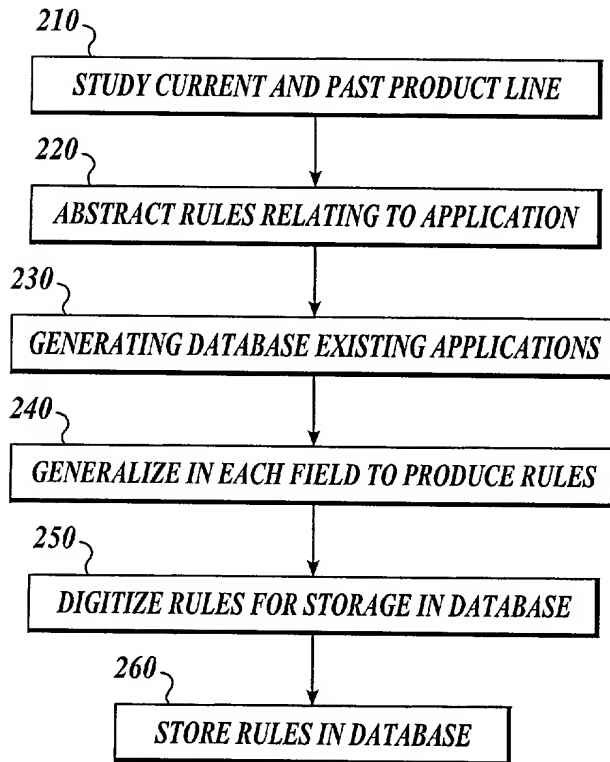 210
STUDY CURRENT AND PAST PRODUCT LINE
220
ABSTRACT RULES RELATING TO APPLICATION
230
GENERATING DATABASE EXISTING APPLICATIONS
240
GENERALIZE IN EACH FIELD TO PRODUCE RULES
250
DIGITIZE RULES FOR STORAGE IN DATABASE
260
STORE RULES IN DATABASE